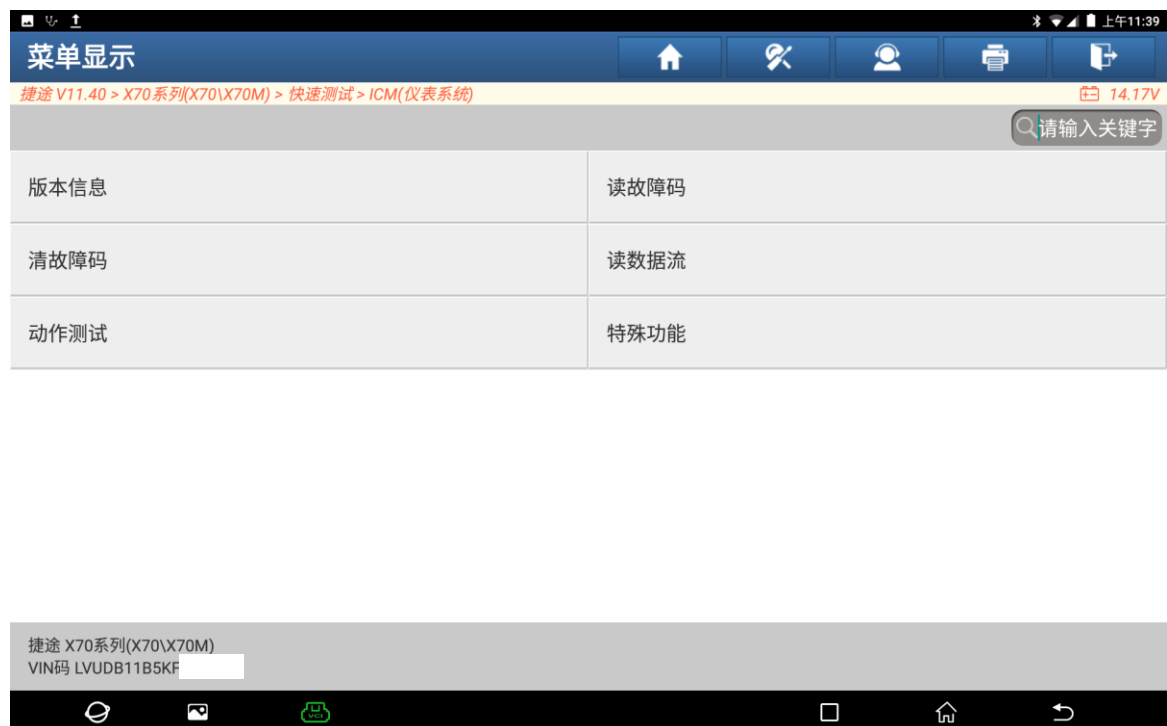 上午11:39
菜单显示
捷途 V11.40 > X70系列(X70\X70M) > 快速测试 > ICM(仪表系统)
14.17V
请输入关键字
版本信息
读故障码
清故障码
读数据流
动作测试
特殊功能
捷途 X70系列(X70\X70M)
VIN码 LVUDB11B5KF
VCI